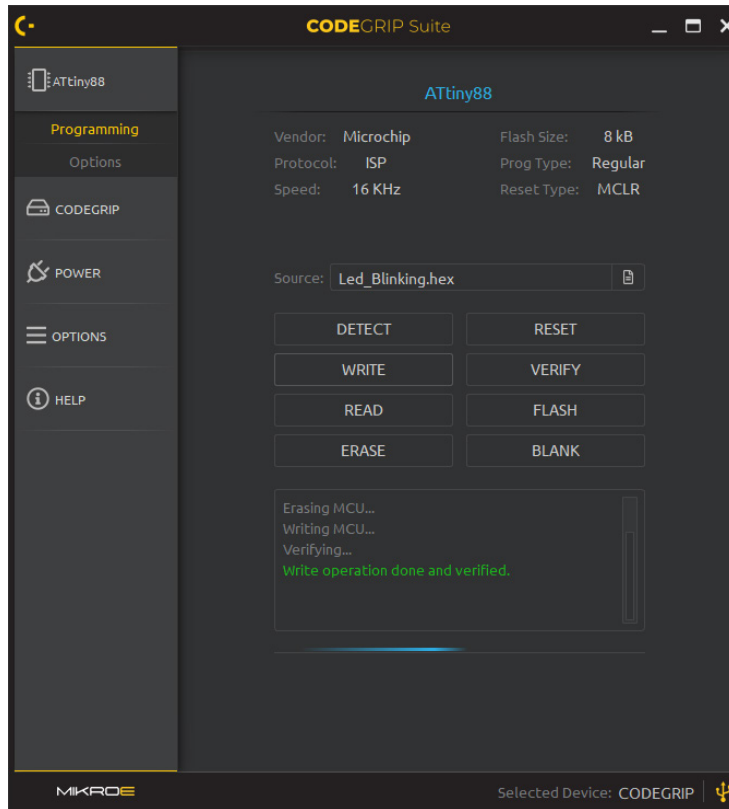 CODEGRIP Suite
ATtiny88
Programming
Options
CODEGRIP
POWER
OPTIONS
HELP
ATtiny88
Vendor: Microchip Flash Size: 8 kB
Protocol: ISP Prog Type: Regular
Speed: 16 KHz Reset Type: MCLR
Source: Led_Blinking.hex
DETECT RESET
WRITE VERIFY
READ FLASH
ERASE BLANK
Erasing MCU...
Writing MCU...
Verifying...
Write operation done and verified.
MIKROE Selected Device: CODEGRIP